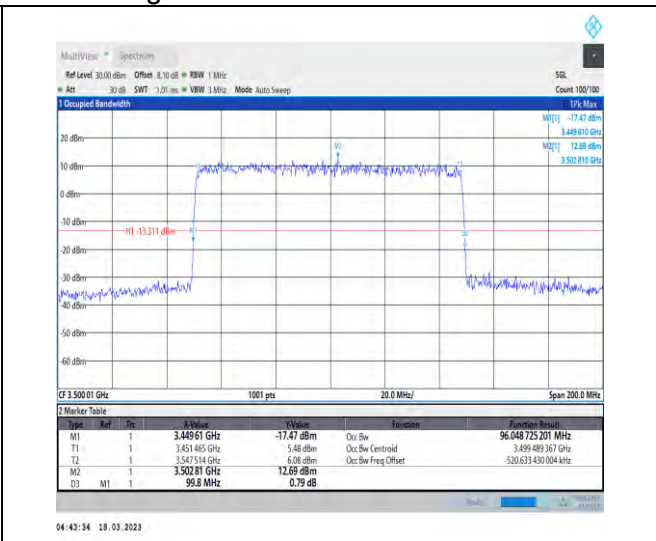 MultiView Spectrum
Ref Level 30.00 dBm Offset 8.10 dB RBW 1 MHz SGL
Att 30 dB SWT 1.01 ms VBW 3 MHz Mode Auto Sweep Count 100/100
1 Occupied Bandwidth 1Pk Max
M1[1] -17.47 dBm
3.449 610 GHz
M2[1] 12.69 dBm
3.502 810 GHz
20 dBm
M2
10 dBm
0 dBm
-10 dBm
H1 -13.311 dBm M1
-20 dBm
-30 dBm
-40 dBm
-50 dBm
-60 dBm
CF 3.500 01 GHz 1001 pts 20.0 MHz/ Span 200.0 MHz
2 Marker Table
Type Ref Trc X-Value Y-Value Function Function Result
M1 1 3.449 61 GHz -17.47 dBm Occ Bw 96.048 725 201 MHz
T1 1 3.451 465 GHz 5.48 dBm Occ Bw Centroid 3.499 489 367 GHz
T2 1 3.547 514 GHz 6.08 dBm Occ Bw Freq Offset -520.633 430 004 kHz
M2 1 3.502 81 GHz 12.69 dBm
D3 M1 1 99.8 MHz 0.79 dB
04:43:34 18.03.2023